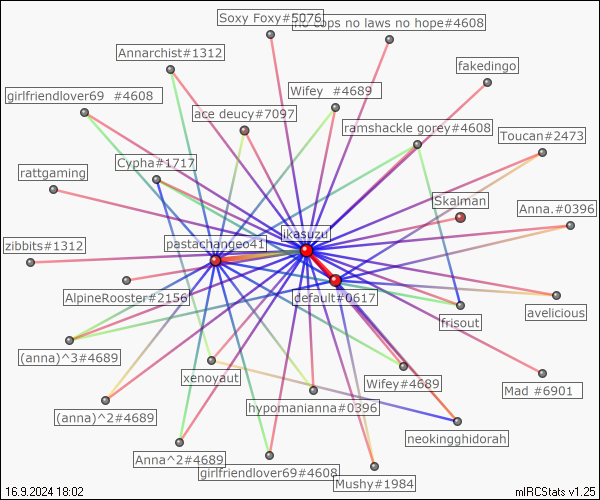 Soxy Foxy#5076
no cops no laws no hope#4608
Annarchist#1312
fakedingo
girlfriendlover69 #4608
Wifey #4689
ace deucy#7097
ramshackle gorey#4608
Toucan#2473
Cypha#1717
rattgaming
Skalman
Anna.#0396
jikasuzu
pastachangeo41
zibbits#1312
AlpineRooster#2156
default#0617
avelicious
frisout
(anna)^3#4689
xenoyaut
Wifey#4689
Mad #6901
hypomanianna#0396
(anna)^2#4689
neokingghidorah
Anna^2#4689
girlfriendlover69#4608
Mushy#1984
16.9.2024 18:02
mIRCStats v1.25